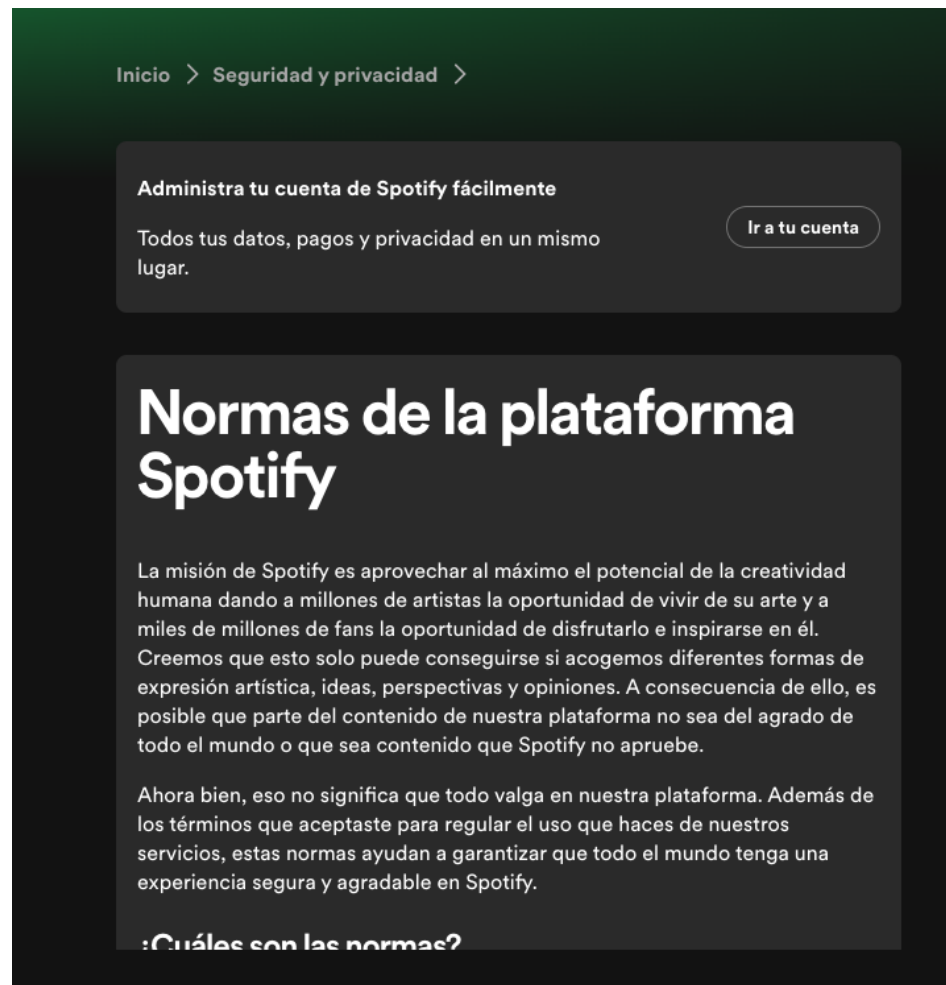 Inicio > Seguridad y privacidad >
Administra tu cuenta de Spotify fácilmente
Todos tus datos, pagos y privacidad en un mismo
lugar.
Ir a tu cuenta
Normas de la plataforma
Spotify
La misión de Spotify es aprovechar al máximo el potencial de la creatividad
humana dando a millones de artistas la oportunidad de vivir de su arte y a
miles de millones de fans la oportunidad de disfrutarlo e inspirarse en él.
Creemos que esto solo puede conseguirse si acogemos diferentes formas de
expresión artística, ideas, perspectivas y opiniones. A consecuencia de ello, es
posible que parte del contenido de nuestra plataforma no sea del agrado de
todo el mundo o que sea contenido que Spotify no apruebe.
Ahora bien, eso no significa que todo valga en nuestra plataforma. Además de
los términos que aceptaste para regular el uso que haces de nuestros
servicios, estas normas ayudan a garantizar que todo el mundo tenga una
experiencia segura y agradable en Spotify.
¿Cuáles son las normas?